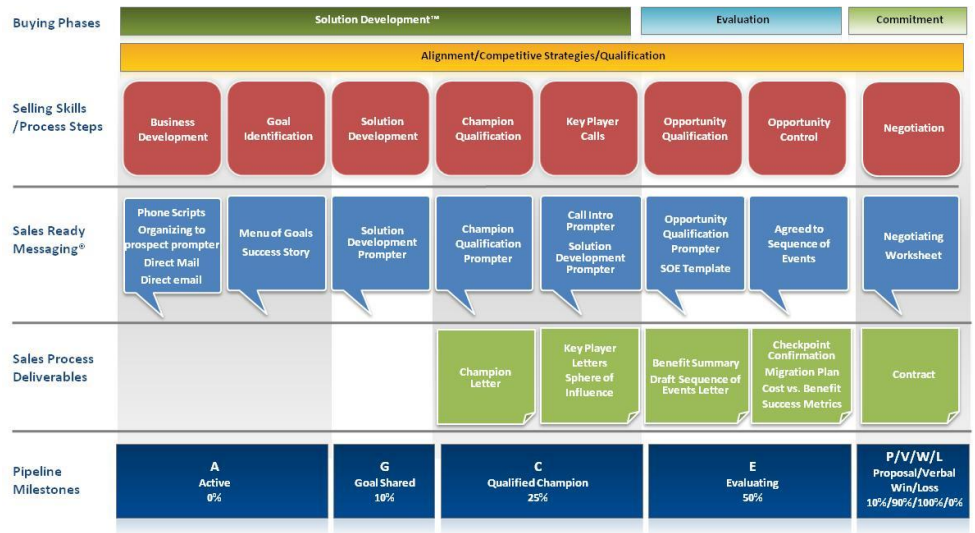 Buying Phases
Solution Development™
Evaluation
Commitment
Alignment/Competitive Strategies/Qualification
Selling Skills
/Process Steps
Business
Development
Goal
Identification
Solution
Development
Champion
Qualification
Key Player
Calls
Opportunity
Qualification
Opportunity
Control
Negotiation
Sales Ready
Messaging®
Phone Scripts
Organizing to
prospect prompter
Direct Mail
Direct email
Menu of Goals
Success Story
Solution
Development
Prompter
Champion
Qualification
Prompter
Call Intro
Prompter
Solution
Development
Prompter
Opportunity
Qualification
Prompter
SOE Template
Agreed to
Sequence of
Events
Negotiating
Worksheet
Sales Process
Deliverables
Champion
Letter
Key Player
Letters
Sphere of
Influence
Benefit Summary
Draft Sequence of
Events Letter
Checkpoint
Confirmation
Migration Plan
Cost vs. Benefit
Success Metrics
Contract
Pipeline
Milestones
A
Active
0%
G
Goal Shared
10%
C
Qualified Champion
25%
E
Evaluating
50%
P/V/W/L
Proposal/Verbal
Win/Loss
10%/90%/100%/0%